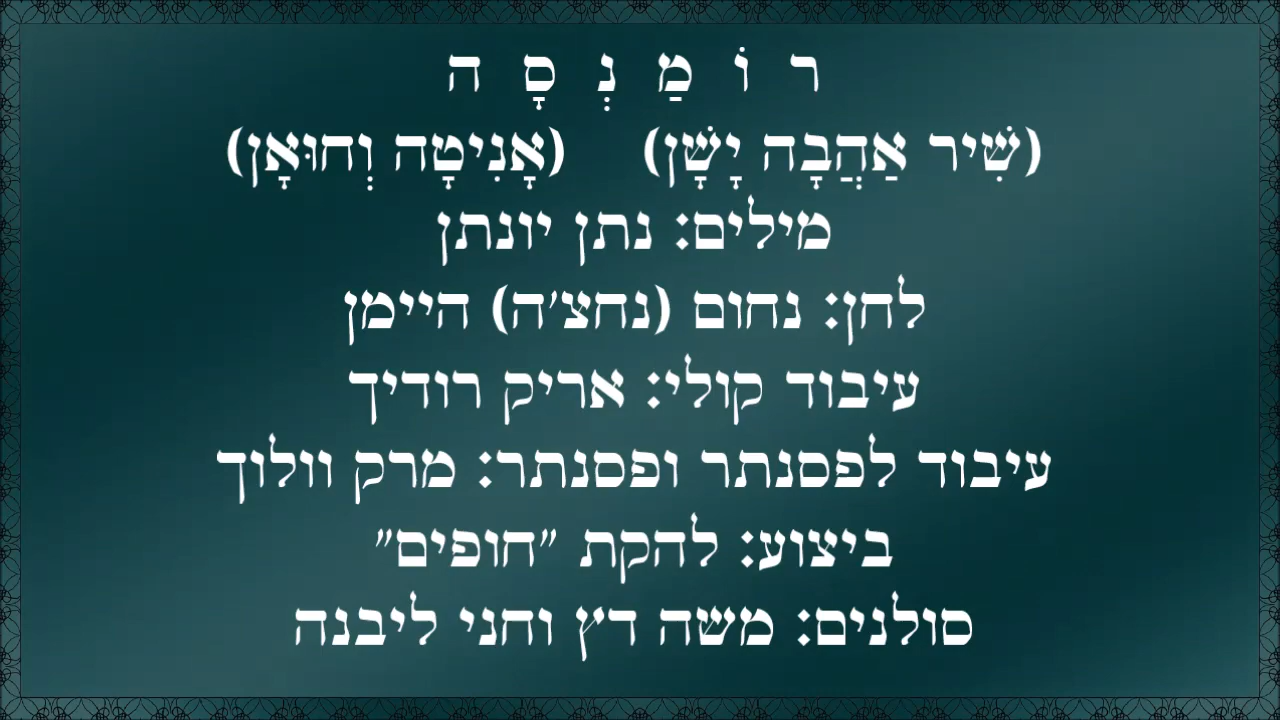 ר וֹ מַ נְ סָ ה
(שִׁיר אַהֲבָה יָשָׁן) (אָנִיטָה וְחוּאָן)
מילים: נתן יונתן
לחן: נחום (נחצ׳ה) היימן
עיבוד קולי: אריק רודיך
עיבוד לפסנתר ופסנתר: מרק וולוך
ביצוע: להקת ״חופים״
סולנים: משה דץ וחני ליבנה